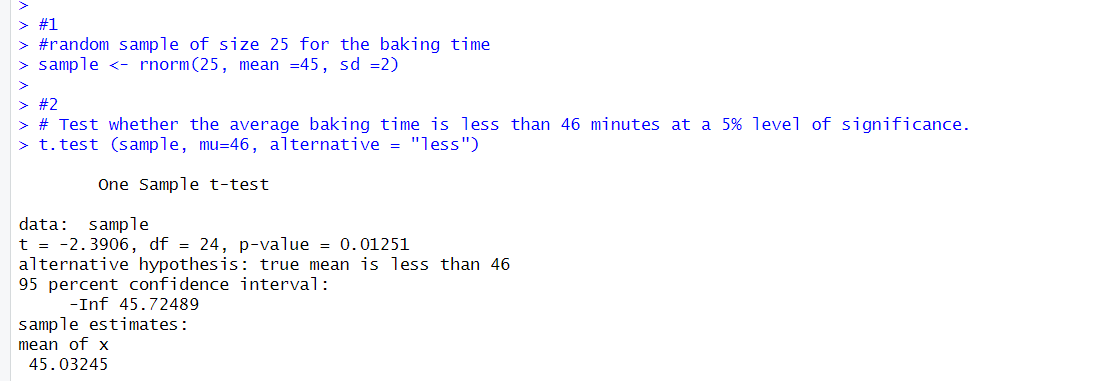 >
> #1
> #random sample of size 25 for the baking time
> sample <- rnorm(25, mean =45, sd =2)
>
> #2
> # Test whether the average baking time is less than 46 minutes at a 5% level of significance.
> t.test (sample, mu=46, alternative = "less")
One Sample t-test
data:  sample
t = -2.3906, df = 24, p-value = 0.01251
alternative hypothesis: true mean is less than 46
95 percent confidence interval:
-Inf 45.72489
sample estimates:
mean of x
45.03245